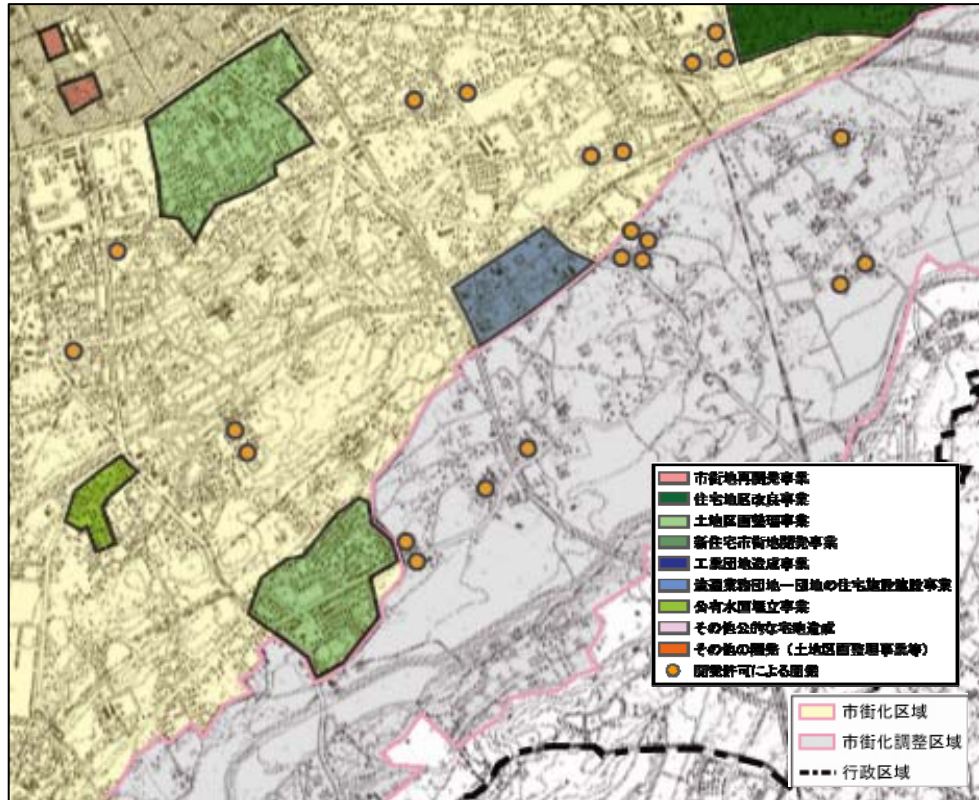 市街地再開発事業
住宅地区改良事業
土地区画整理事業
新住宅市街地開発事業
工業団地造成事業
流通業務団地一団地の住宅施設建設事業
公有水面埋立事業
その他公的な宅地造成
その他の開発（土地区画整理事業等）
開発許可による開発
市街化区域
市街化調整区域
行政区域